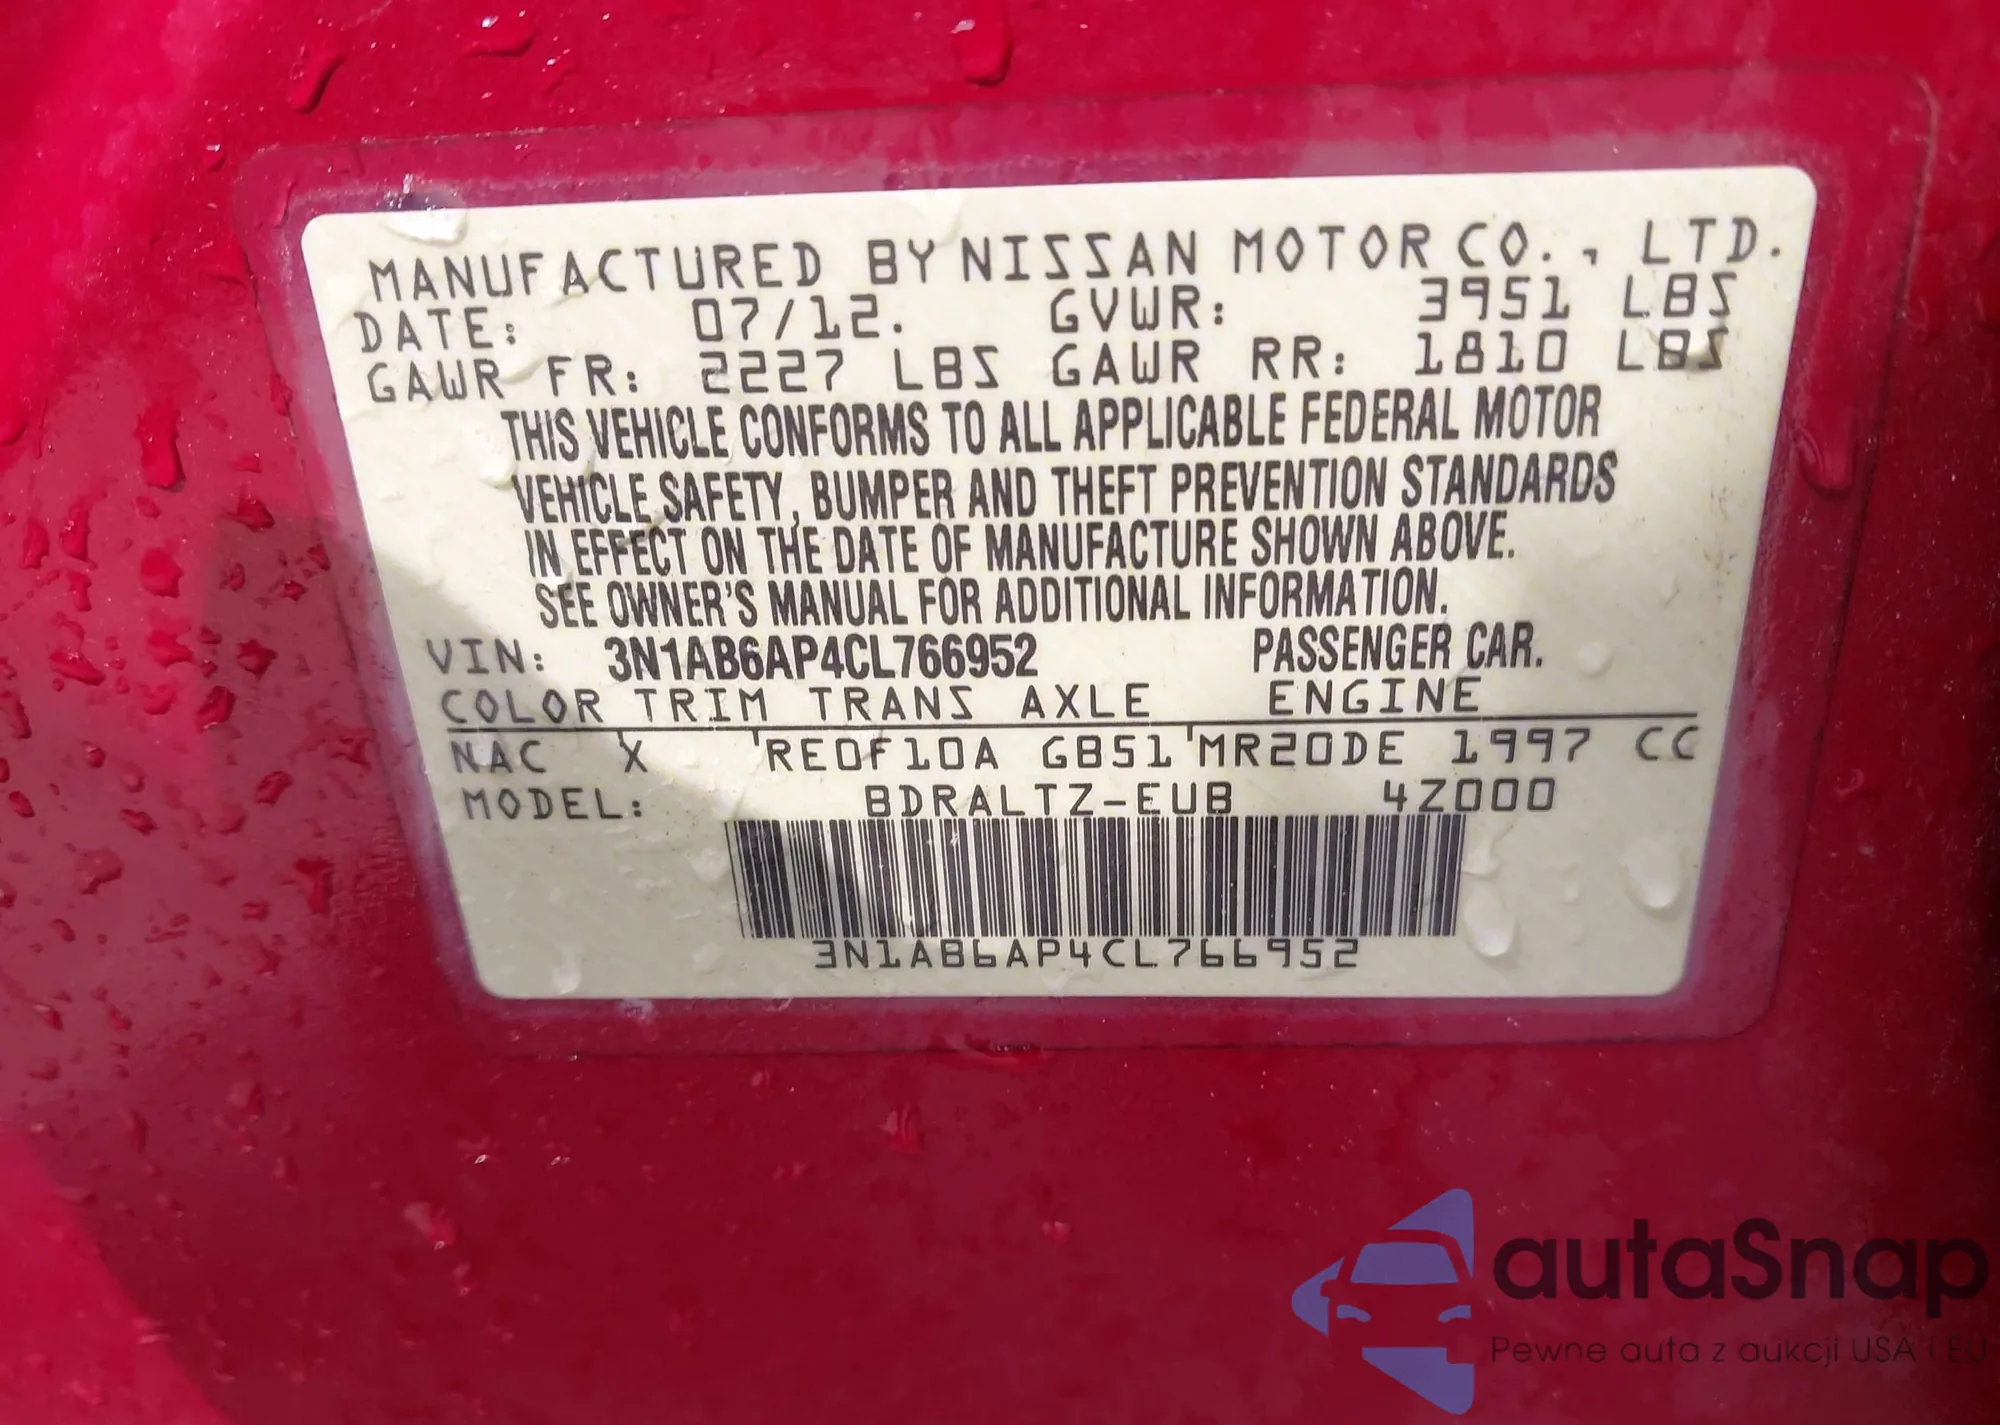 MANUFACTURED BY NISSAN MOTOR CO., LTD.
DATE: 07/12. GVWR: 3951 LBS
GAWR FR: 2227 LBS GAWR RR: 1810 LBS
THIS VEHICLE CONFORMS TO ALL APPLICABLE FEDERAL MOTOR
VEHICLE SAFETY, BUMPER AND THEFT PREVENTION STANDARDS
IN EFFECT ON THE DATE OF MANUFACTURE SHOWN ABOVE.
SEE OWNER'S MANUAL FOR ADDITIONAL INFORMATION.
VIN: 3N1AB6AP4CL766952 PASSENGER CAR.
COLOR TRIM TRANS AXLE ENGINE
NAC X RE0F10A GB51 MR20DE 1997 CC
MODEL: BDRALTZ-EUB 4Z000
3N1AB6AP4CL766952
autaSnap
Pewne auta z aukcji USA i EU